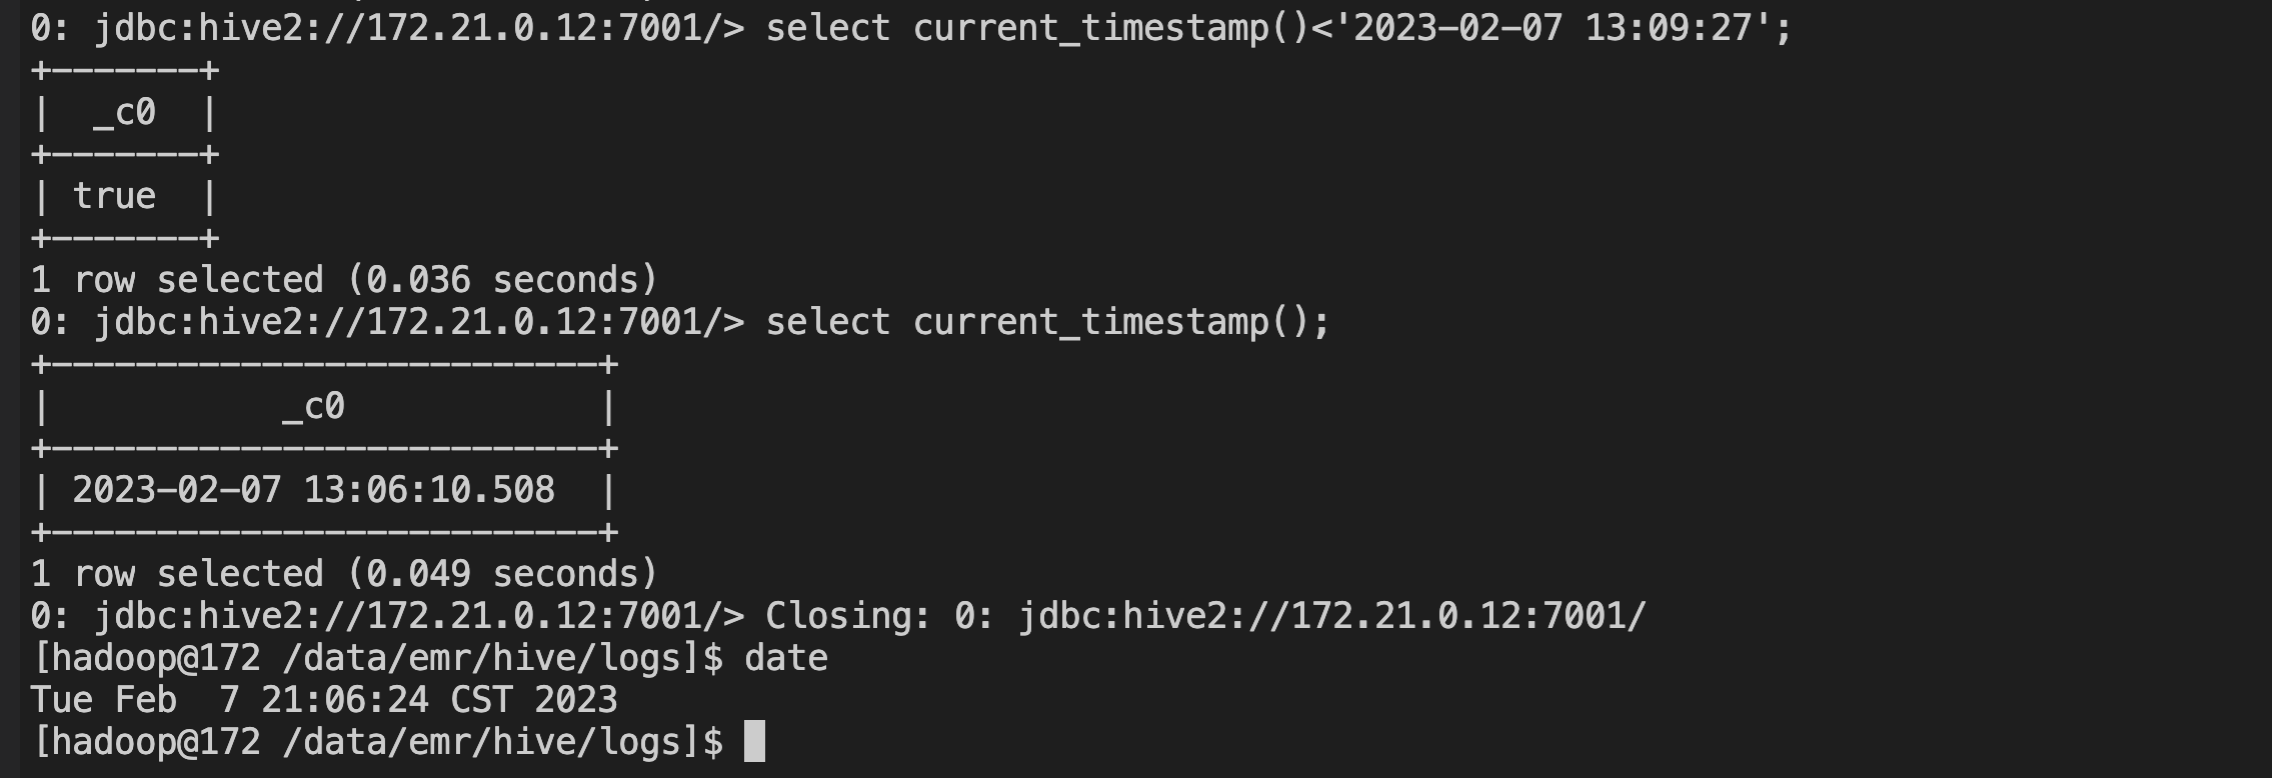 0: jdbc:hive2://172.21.0.12:7001/> select current_timestamp()<'2023-02-07 13:09:27';
+-------+
|  _c0  |
+-------+
| true  |
+-------+
1 row selected (0.036 seconds)
0: jdbc:hive2://172.21.0.12:7001/> select current_timestamp();
+--------------------------+
|           _c0            |
+--------------------------+
| 2023-02-07 13:06:10.508  |
+--------------------------+
1 row selected (0.049 seconds)
0: jdbc:hive2://172.21.0.12:7001/> Closing: 0: jdbc:hive2://172.21.0.12:7001/
[hadoop@172 /data/emr/hive/logs]$ date
Tue Feb  7 21:06:24 CST 2023
[hadoop@172 /data/emr/hive/logs]$